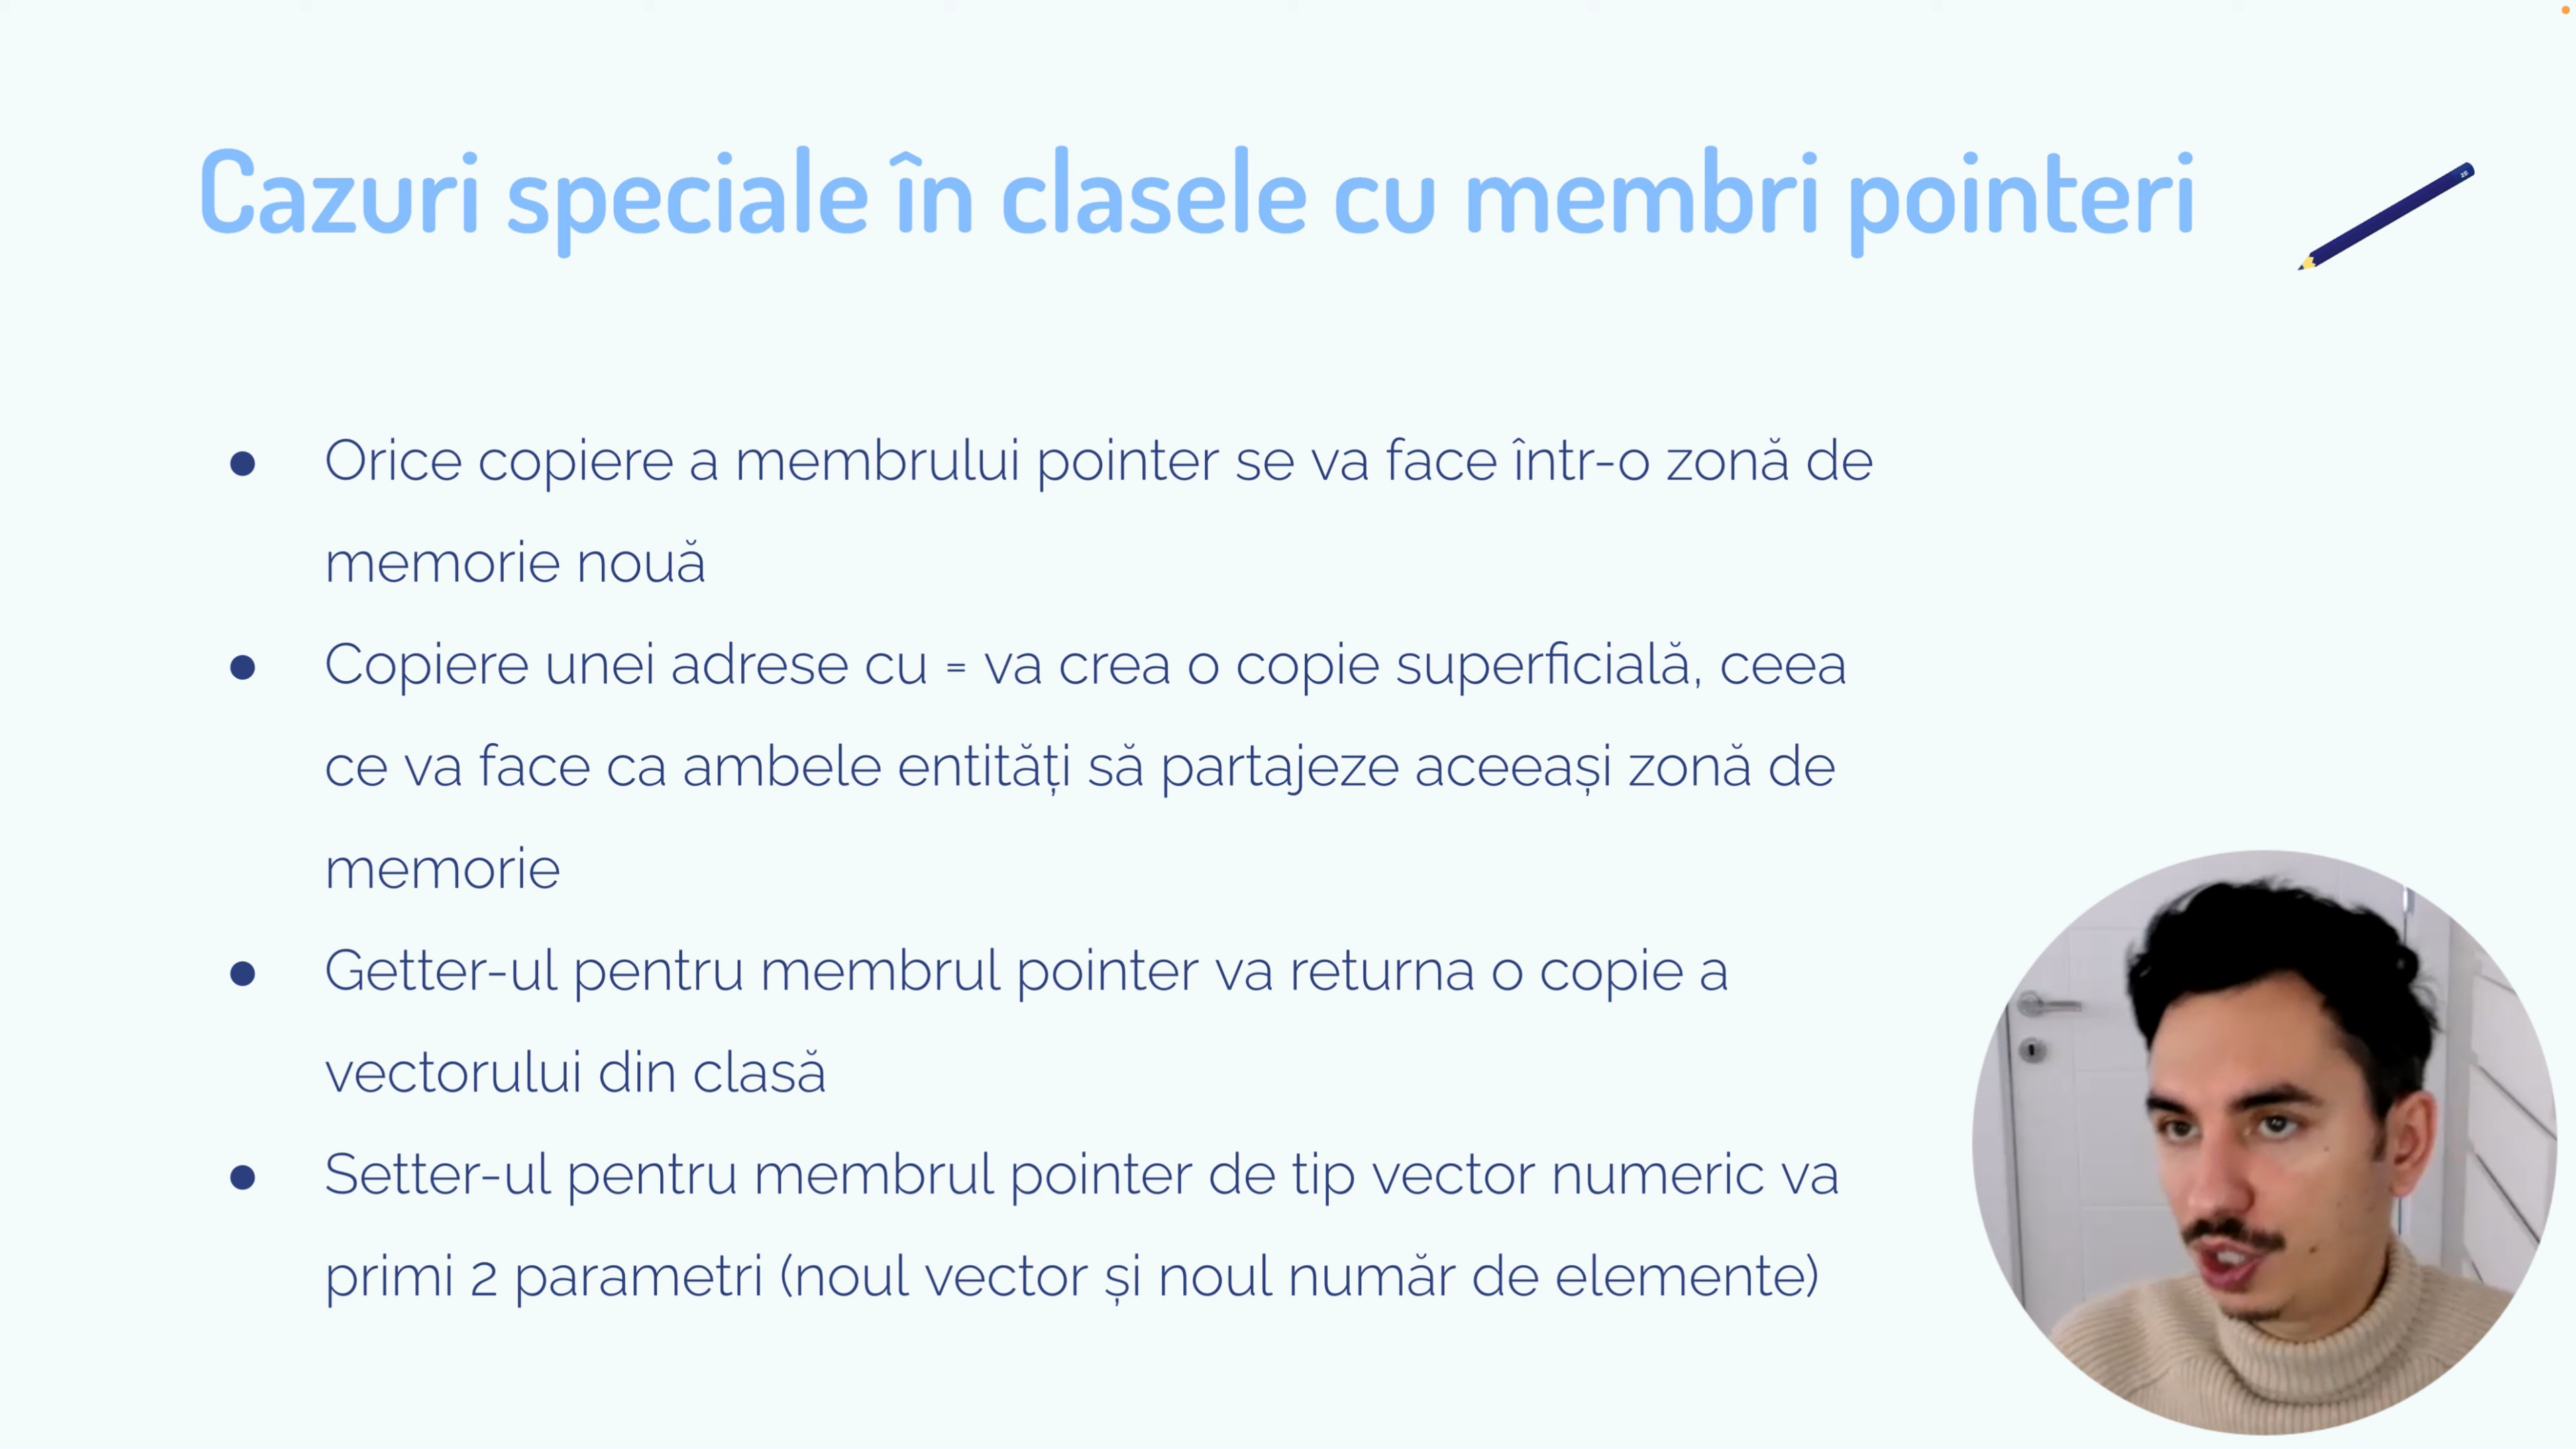 Cazuri speciale în clasele cu membri pointeri
● Orice copiere a membrului pointer se va face într-o zonă de
memorie nouă
● Copiere unei adrese cu = va crea o copie superficială, ceea
ce va face ca ambele entități să partajeze aceeași zonă de
memorie
● Getter-ul pentru membrul pointer va returna o copie a
vectorului din clasă
● Setter-ul pentru membrul pointer de tip vector numeric va
primi 2 parametri (noul vector și noul număr de elemente)